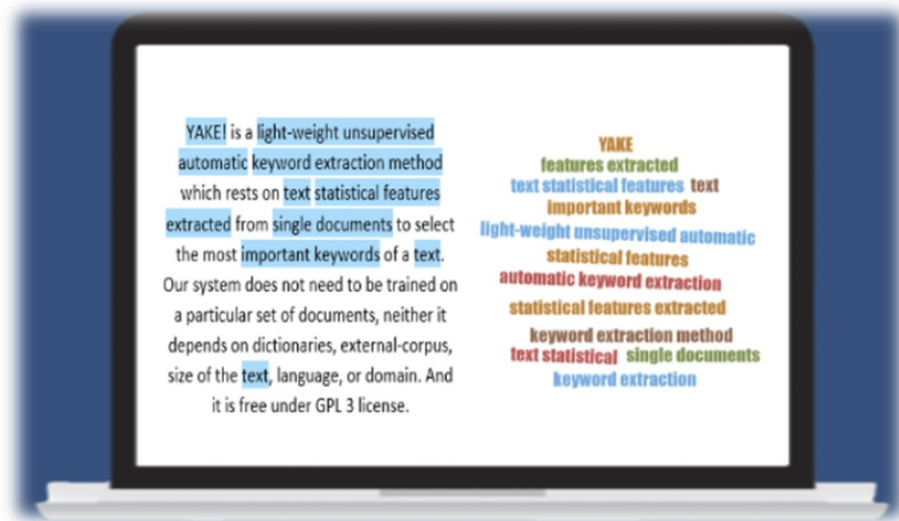 YAKE! is a light-weight unsupervised
automatic keyword extraction method
which rests on text statistical features
extracted from single documents to select
the most important keywords of a text.
Our system does not need to be trained on
a particular set of documents, neither it
depends on dictionaries, external-corpus,
size of the text, language, or domain. And
it is free under GPL 3 license.
YAKE
features extracted
text statistical features text
important keywords
light-weight unsupervised automatic
statistical features
automatic keyword extraction
statistical features extracted
keyword extraction method
text statistical single documents
keyword extraction